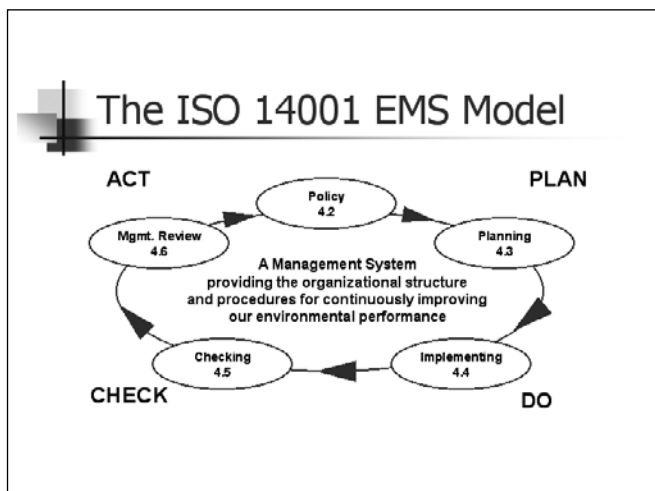 The ISO 14001 EMS Model
ACT
PLAN
Policy
4.2
Mgmt. Review
4.6
Planning
4.3
A Management System
providing the organizational structure
and procedures for continuously improving
our environmental performance
Checking
4.5
Implementing
4.4
CHECK
DO